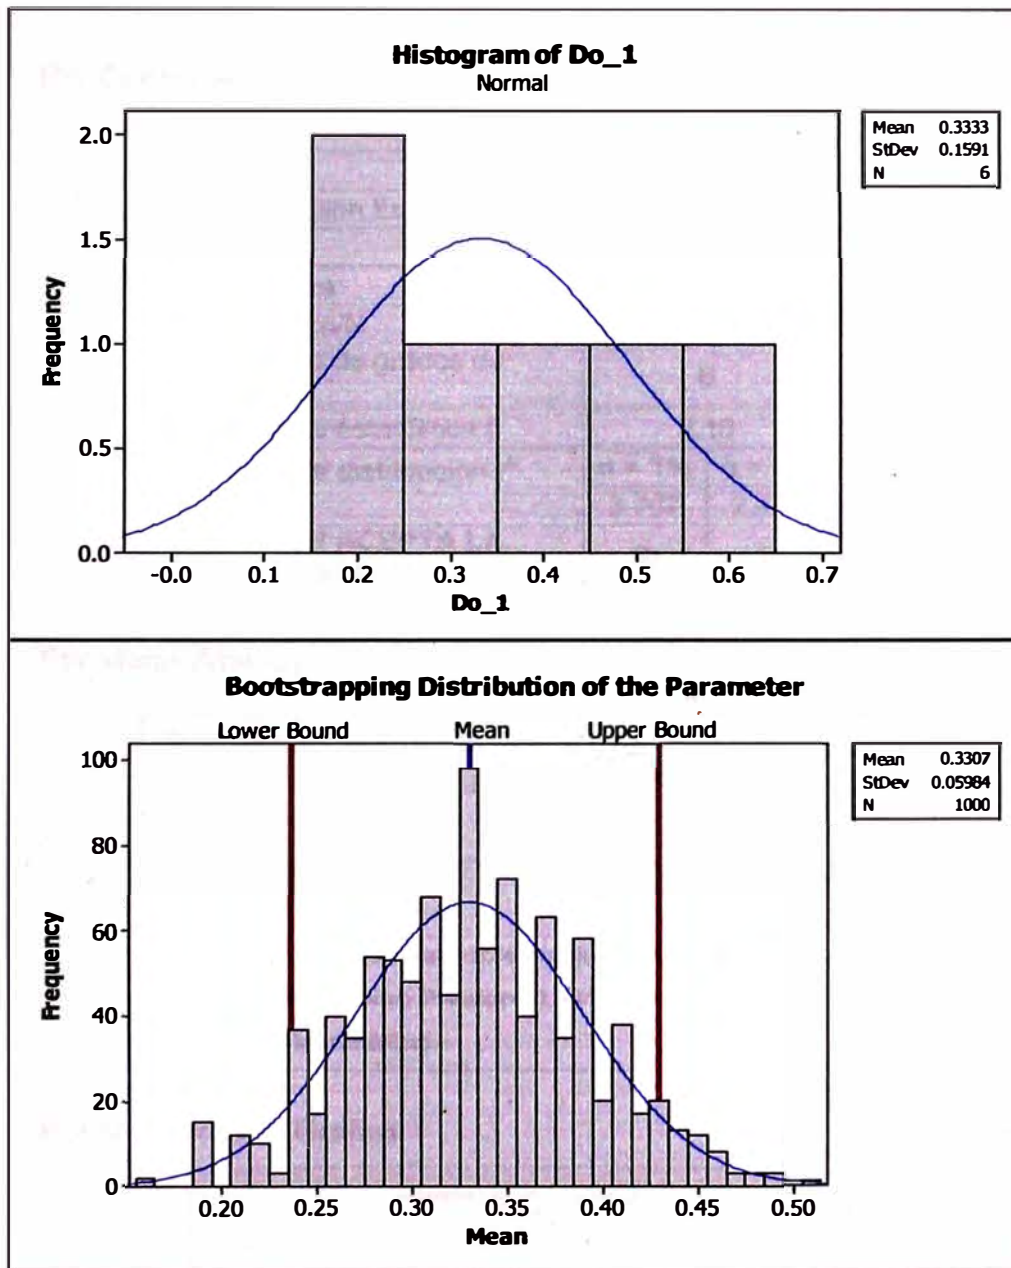 Histogram of Do_1
Normal
Mean 0.3333
StDev 0.1591
N 6
2.0
1.5
1.0
0.5
0.0
Frequency
-0.0 0.1 0.2 0.3 0.4 0.5 0.6 0.7
Do_1
Bootstrapping Distribution of the Parameter
Lower Bound Mean Upper Bound
Mean 0.3307
StDev 0.05984
N 1000
100
80
60
40
20
0
Frequency
0.20 0.25 0.30 0.35 0.40 0.45 0.50
Mean